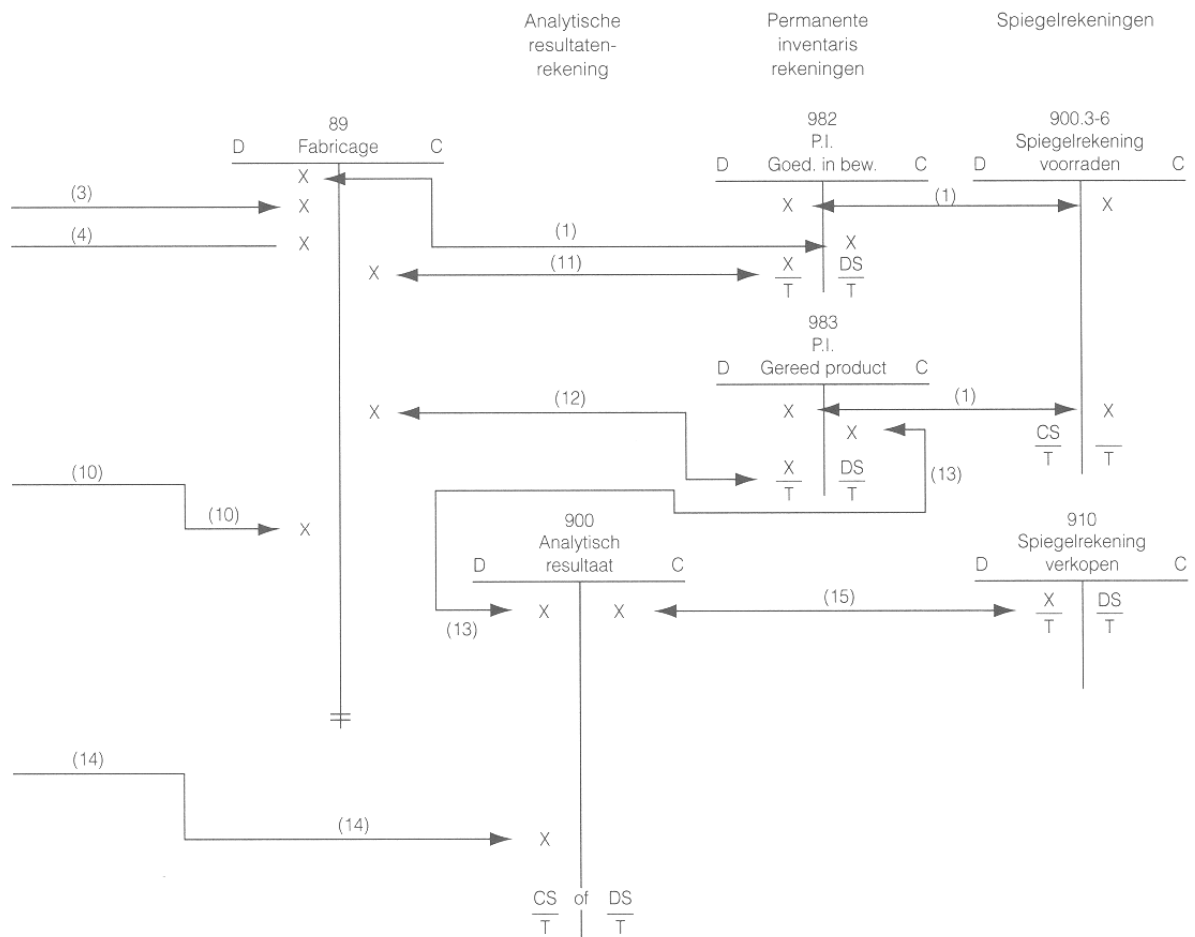 Analytische
resultaten-
rekening
Permanente
inventaris
rekeningen
Spiegelrekeningen
89
D Fabricage C
982
P.I.
D Goed. in bew. C
900.3-6
Spiegelrekening
D voorraden C
X
(3) X
X (1) X
(4) X
(1) X
X (11) X DS
T T
983
P.I.
D Gereed product C
X (12) X (1) X
X CS
T T
(10) X DS (13)
T T
(10) X
900
Analytisch
D resultaat C
910
Spiegelrekening
D verkopen C
(13) X X (15) X DS
T T
(14)
(14) X
CS of DS
T T